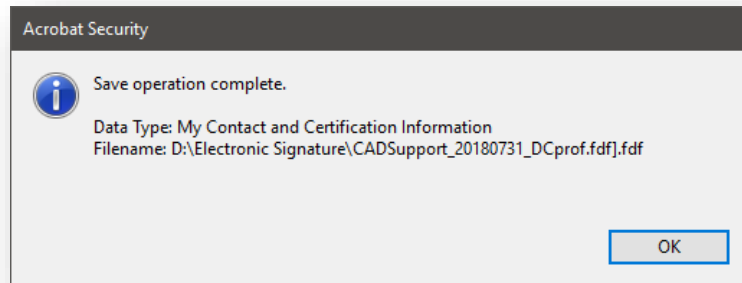 Acrobat Security
Save operation complete.
Data Type: My Contact and Certification Information
Filename: D:\Electronic Signature\CADSupport_20180731_DCprof.fdf].fdf
OK